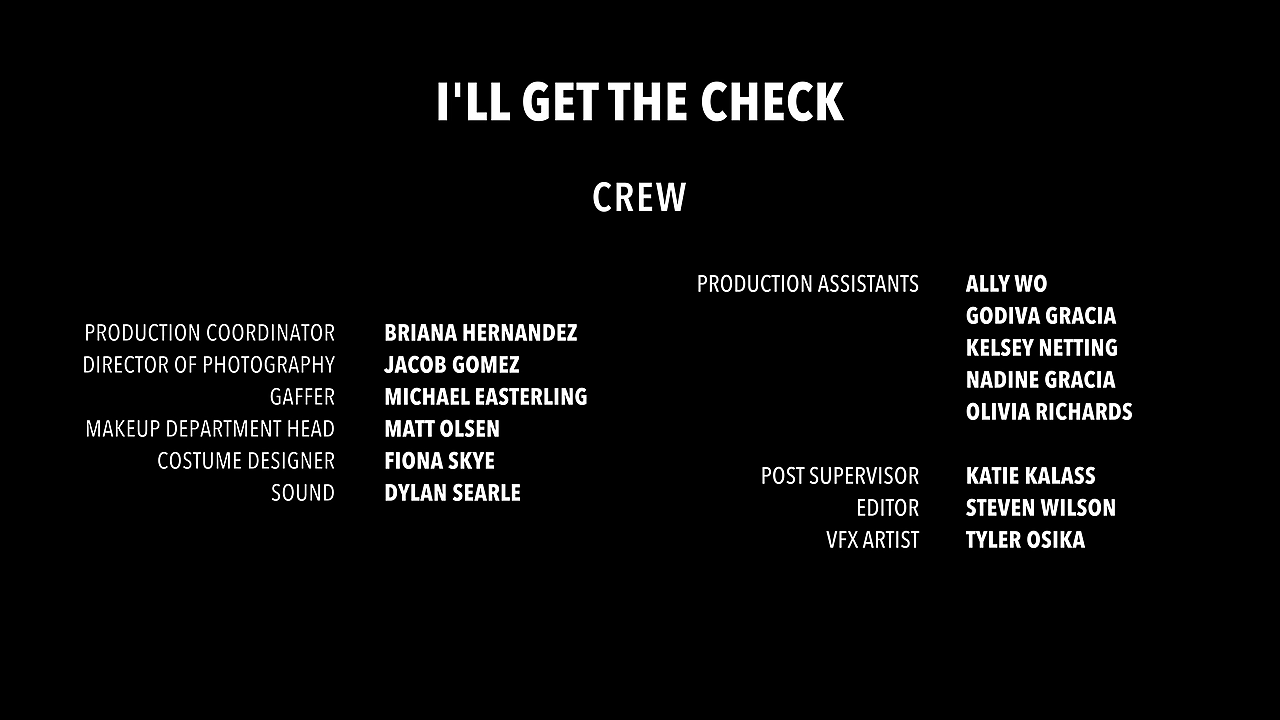 I'LL GET THE CHECK
CREW
PRODUCTION COORDINATOR BRIANA HERNANDEZ
DIRECTOR OF PHOTOGRAPHY JACOB GOMEZ
GAFFER MICHAEL EASTERLING
MAKEUP DEPARTMENT HEAD MATT OLSEN
COSTUME DESIGNER FIONA SKYE
SOUND DYLAN SEARLE
PRODUCTION ASSISTANTS ALLY WO
GODIVA GRACIA
KELSEY NETTING
NADINE GRACIA
OLIVIA RICHARDS
POST SUPERVISOR KATIE KALASS
EDITOR STEVEN WILSON
VFX ARTIST TYLER OSIKA